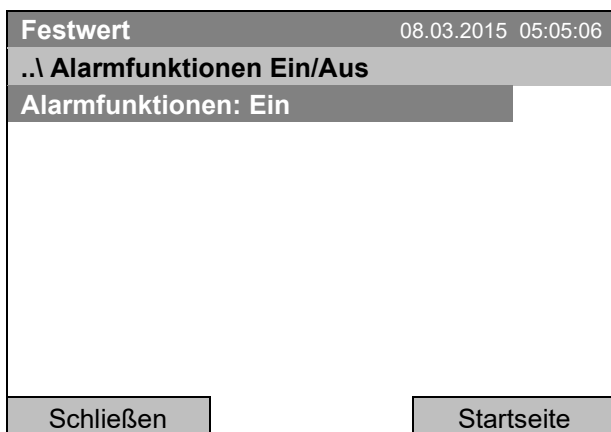 Festwert 08.03.2015 05:05:06
..\ Alarmfunktionen Ein/Aus
Alarmfunktionen: Ein
Schließen Startseite